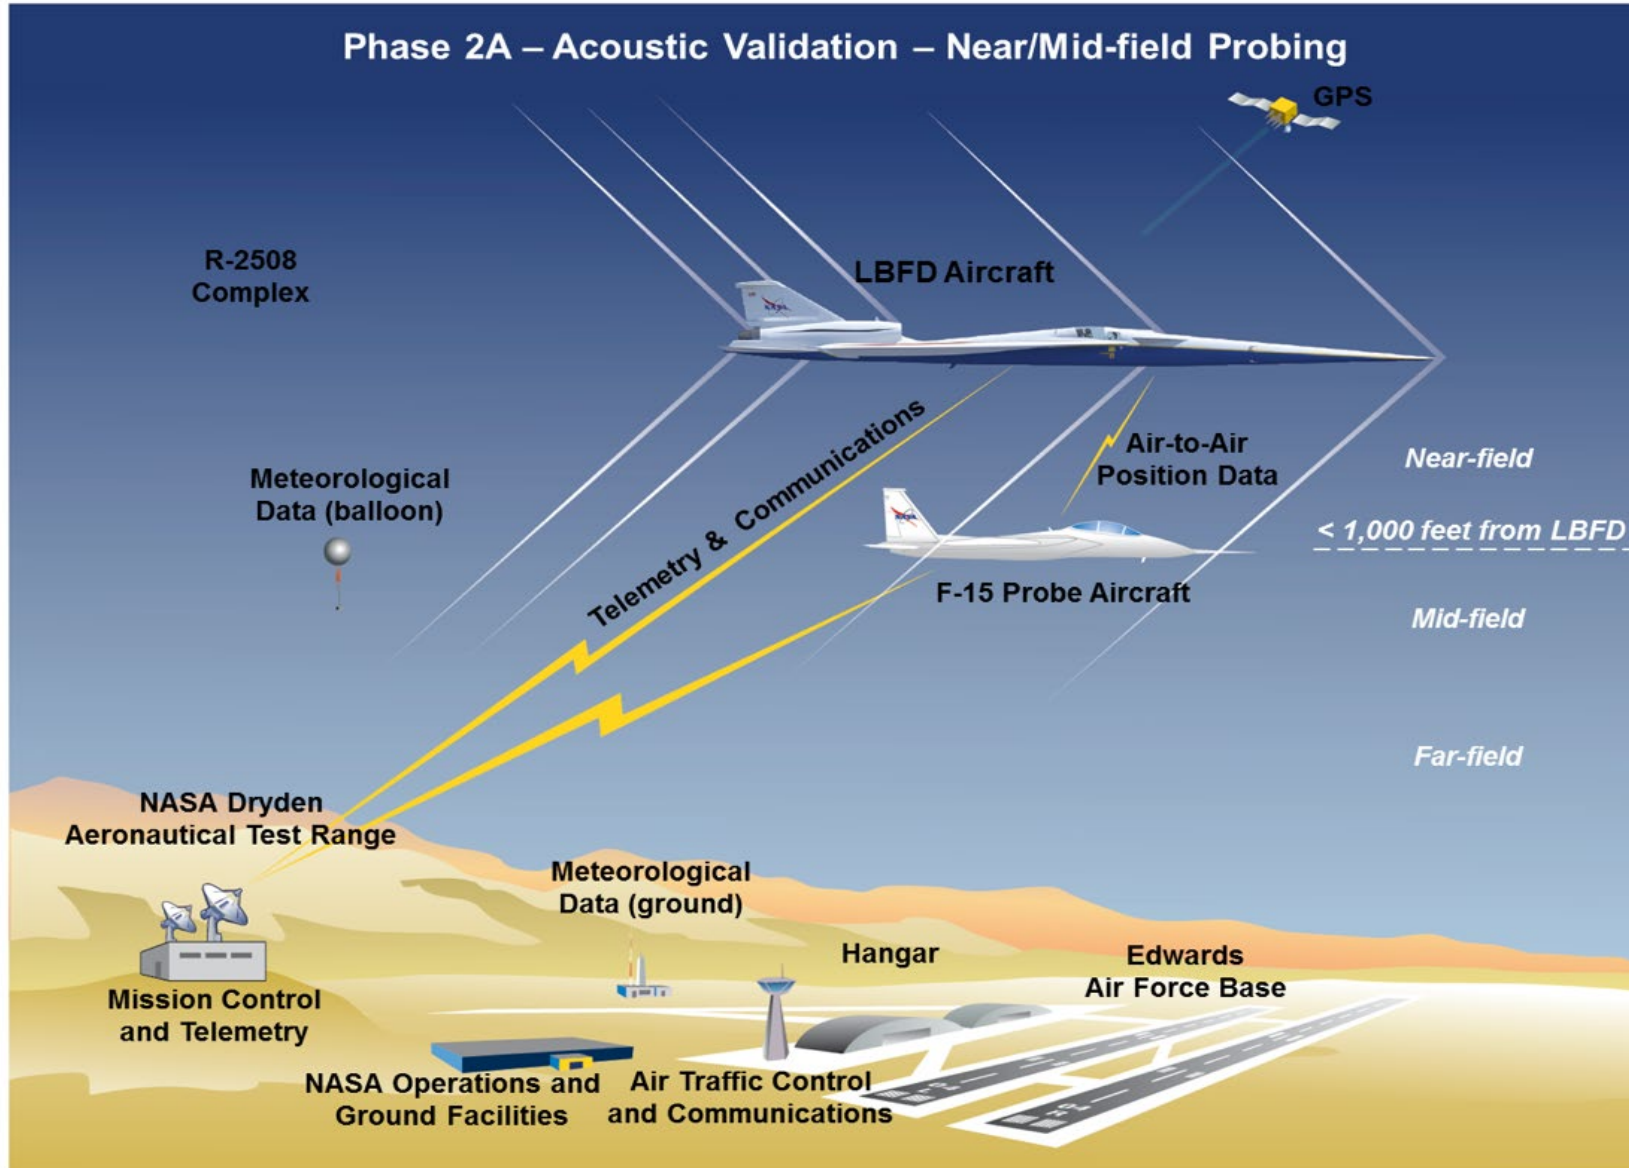 Phase 2A – Acoustic Validation – Near/Mid-field Probing
GPS
R-2508
Complex
LBFD Aircraft
NASA
Telemetry & Communications
Air-to-Air
Position Data
Near-field
Meteorological
Data (balloon)
NASA
< 1,000 feet from LBFD
F-15 Probe Aircraft
Mid-field
Far-field
NASA Dryden
Aeronautical Test Range
Meteorological
Data (ground)
Hangar
Edwards
Air Force Base
Mission Control
and Telemetry
NASA Operations and
Ground Facilities
Air Traffic Control
and Communications